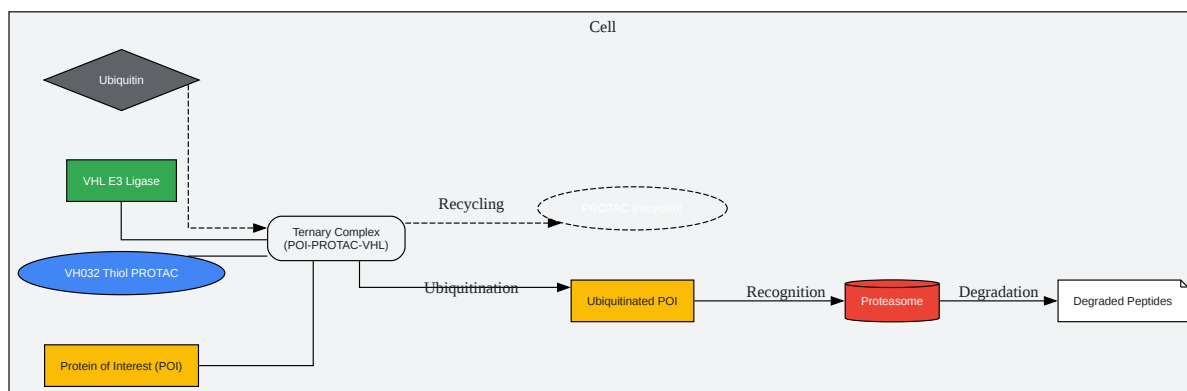 Cell
Ubiquitin
VHL E3 Ligase
Recycling
PROTAC (recycled)
Ternary Complex
(POI-PROTAC-VHL)
VH032 Thiol PROTAC
Ubiquitination
Ubiquitinated POI
Recognition
Proteasome
Degradation
Degraded Peptides
Protein of Interest (POI)